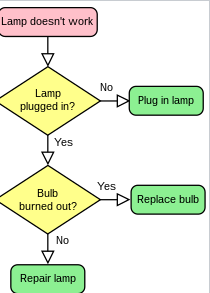 Lamp doesn't work
Lamp
plugged in?
No
Plug in lamp
Yes
Bulb
burned out?
Yes
Replace bulb
No
Repair lamp